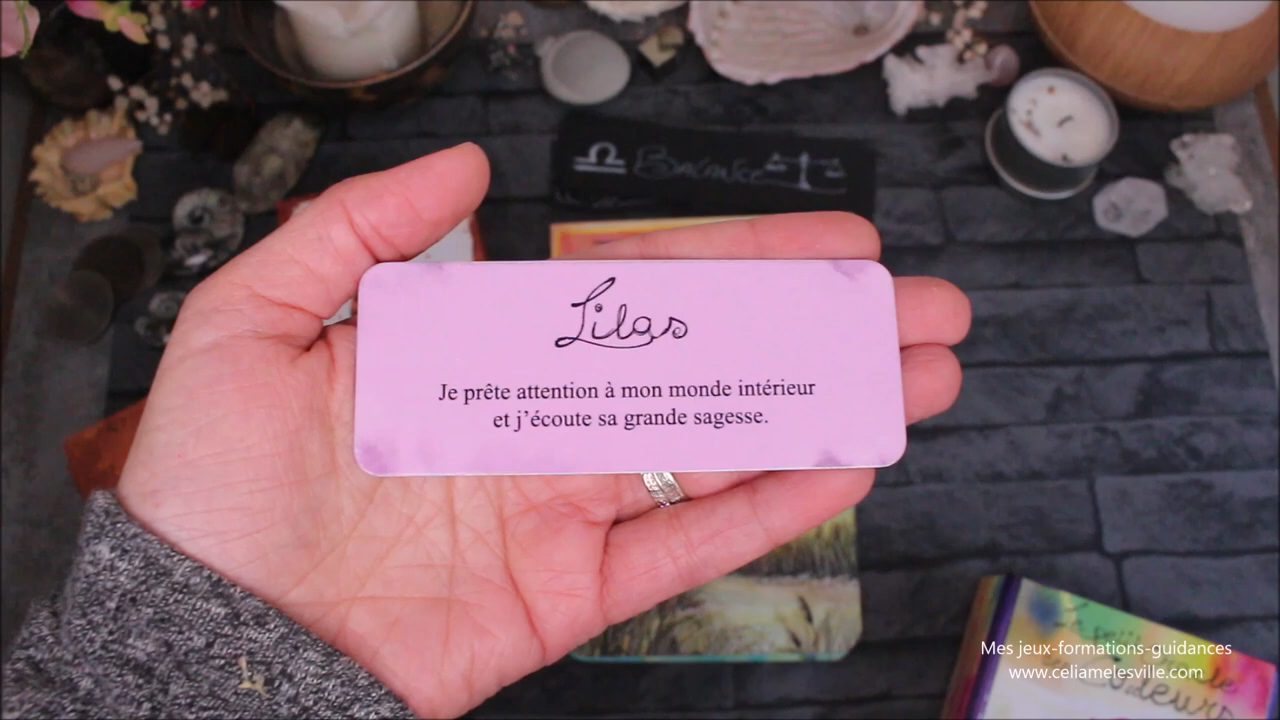 ♎ Balance
Lilas
Je prête attention à mon monde intérieur
et j'écoute sa grande sagesse.
Mes jeux-formations-guidances
www.celiamelesville.com